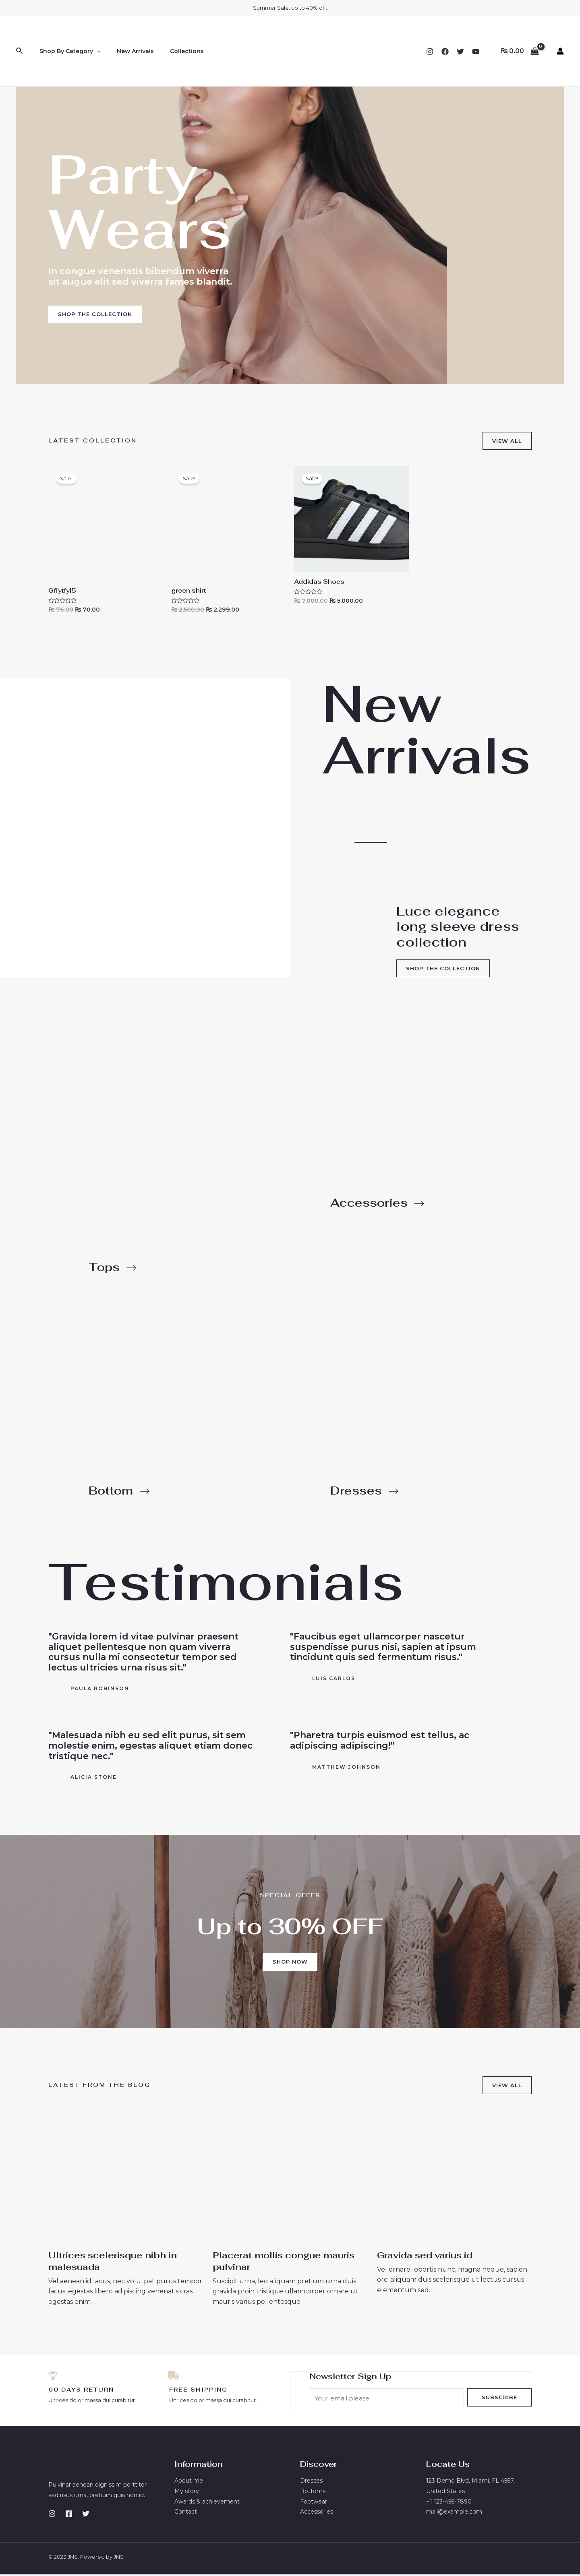 Summer Sale: up to 40% off.
Shop By Category
New Arrivals
Collections
₨ 0.00
0
Party
Wears
In congue venenatis bibendum viverra
sit augue elit sed viverra fames blandit.
SHOP THE COLLECTION
LATEST COLLECTION
VIEW ALL
Sale!
Sale!
Sale!
Gffytfyl5
₨ 76.00 ₨ 70.00
green shirt
₨ 2,500.00 ₨ 2,299.00
Addidas Shoes
₨ 7,000.00 ₨ 5,000.00
New
Arrivals
Luce elegance
long sleeve dress
collection
SHOP THE COLLECTION
Accessories →
Tops →
Bottom →
Dresses →
Testimonials
"Gravida lorem id vitae pulvinar praesent
aliquet pellentesque non quam viverra
cursus nulla mi consectetur tempor sed
lectus ultricies urna risus sit."
PAULA ROBINSON
"Faucibus eget ullamcorper nascetur
suspendisse purus nisi, sapien at ipsum
tincidunt quis sed fermentum risus."
LUIS CARLOS
"Malesuada nibh eu sed elit purus, sit sem
molestie enim, egestas aliquet etiam donec
tristique nec."
ALICIA STONE
"Pharetra turpis euismod est tellus, ac
adipiscing adipiscing!"
MATTHEW JOHNSON
SPECIAL OFFER
Up to 30% OFF
SHOP NOW
LATEST FROM THE BLOG
VIEW ALL
Ultrices scelerisque nibh in
malesuada
Vel aenean id lacus, nec volutpat purus tempor
lacus, egestas libero adipiscing venenatis cras
egestas enim.
Placerat mollis congue mauris
pulvinar
Suscipit urna, leo aliquam pretium urna duis
gravida proin tristique ullamcorper ornare ut
mauris varius pellentesque.
Gravida sed varius id
Vel ornare lobortis nunc, magna neque, sapien
orci aliquam duis scelerisque ut lectus cursus
elementum sed.
60 DAYS RETURN
Ultrices dolor massa dui curabitur.
FREE SHIPPING
Ultrices dolor massa dui curabitur.
Newsletter Sign Up
Your email please
SUBSCRIBE
Pulvinar aenean dignissim porttitor
sed risus urna, pretium quis non id.
Information
About me
My story
Awards & achievement
Contact
Discover
Dresses
Bottoms
Footwear
Accessories
Locate Us
123 Demo Blvd, Miami, FL 4567,
United States
+1 123-456-7890
mail@example.com
© 2023 JNS. Powered by JNS